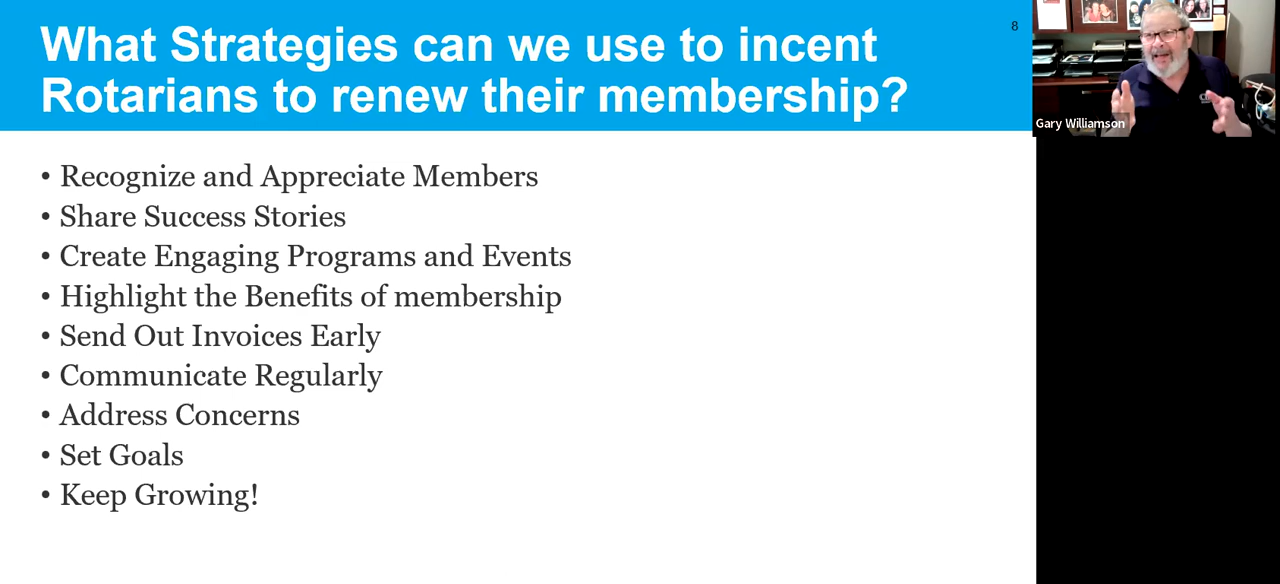 What Strategies can we use to incent
Rotarians to renew their membership?
8
Gary Williamson
• Recognize and Appreciate Members
• Share Success Stories
• Create Engaging Programs and Events
• Highlight the Benefits of membership
• Send Out Invoices Early
• Communicate Regularly
• Address Concerns
• Set Goals
• Keep Growing!